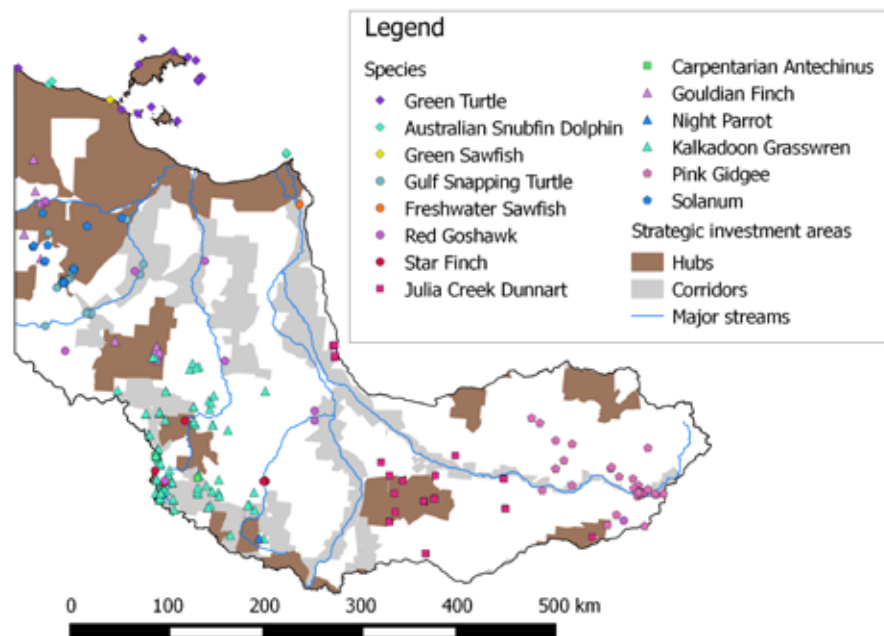 Legend
Species
Green Turtle
Australian Snubfin Dolphin
Green Sawfish
Gulf Snapping Turtle
Freshwater Sawfish
Red Goshawk
Star Finch
Julia Creek Dunnart
Carpentarian Antechinus
Gouldian Finch
Night Parrot
Kalkadoon Grasswren
Pink Gidgee
Solanum
Strategic investment areas
Hubs
Corridors
Major streams
0 100 200 300 400 500 km